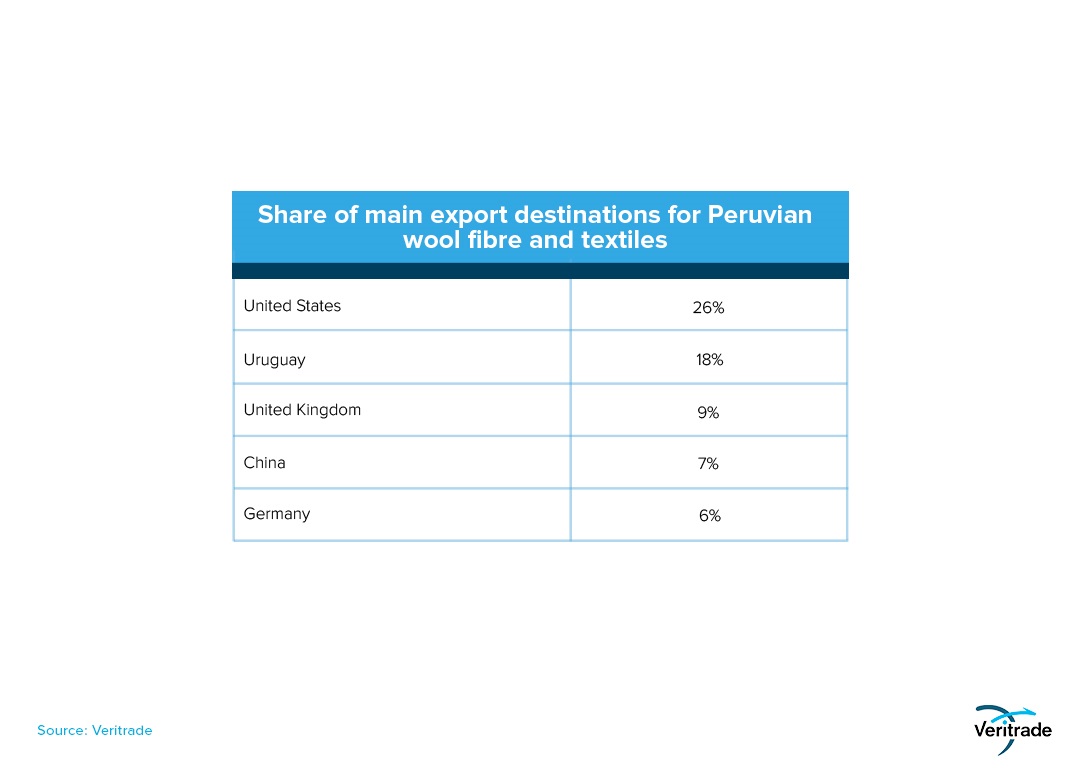 Share of main export destinations for Peruvian
wool fibre and textiles
United States 26%
Uruguay 18%
United Kingdom 9%
China 7%
Germany 6%
Source: Veritrade
Veritrade